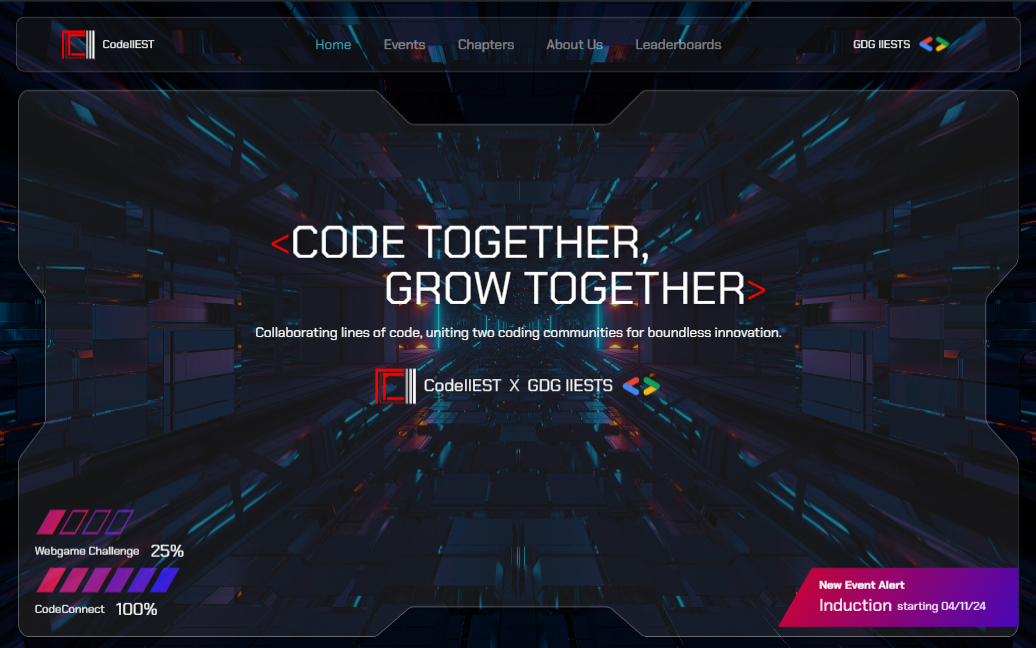 CodeIIEST
Home
Events
Chapters
About Us
Leaderboards
GDG IIESTS
<CODE TOGETHER,
GROW TOGETHER>
Collaborating lines of code, uniting two coding communities for boundless innovation.
CodeIIEST X GDG IIESTS
Webgame Challenge 25%
CodeConnect 100%
New Event Alert
Induction starting 04/11/24